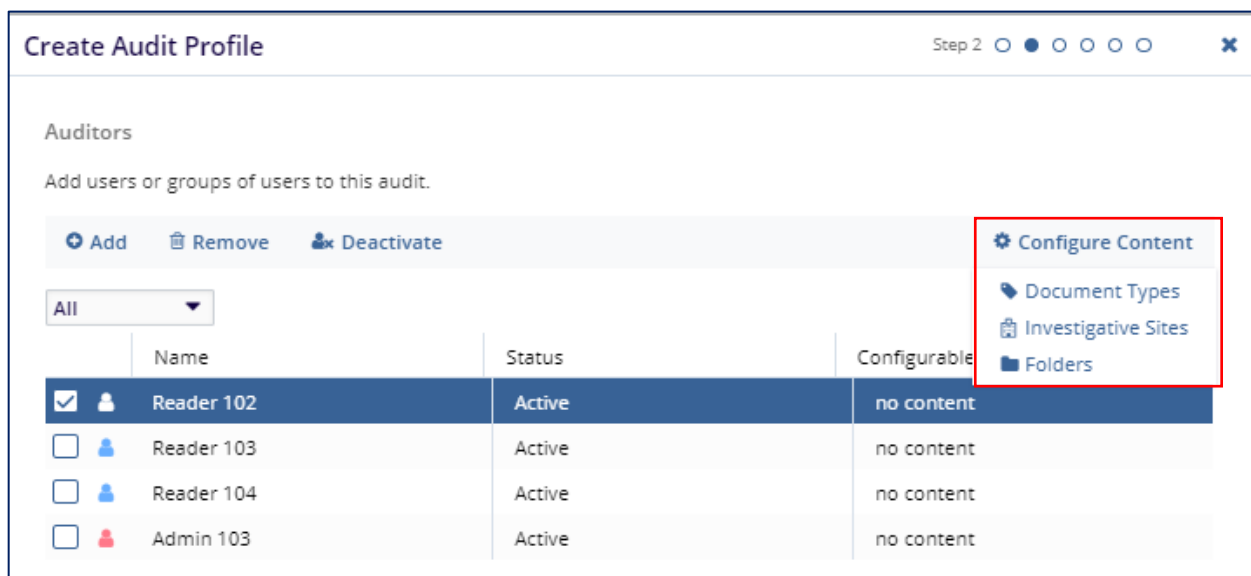 Create Audit Profile Step 2
Auditors
Add users or groups of users to this audit.
Add Remove Deactivate Configure Content
Document Types
Investigative Sites
Folders
All
Name Status Configurable
Reader 102 Active no content
Reader 103 Active no content
Reader 104 Active no content
Admin 103 Active no content